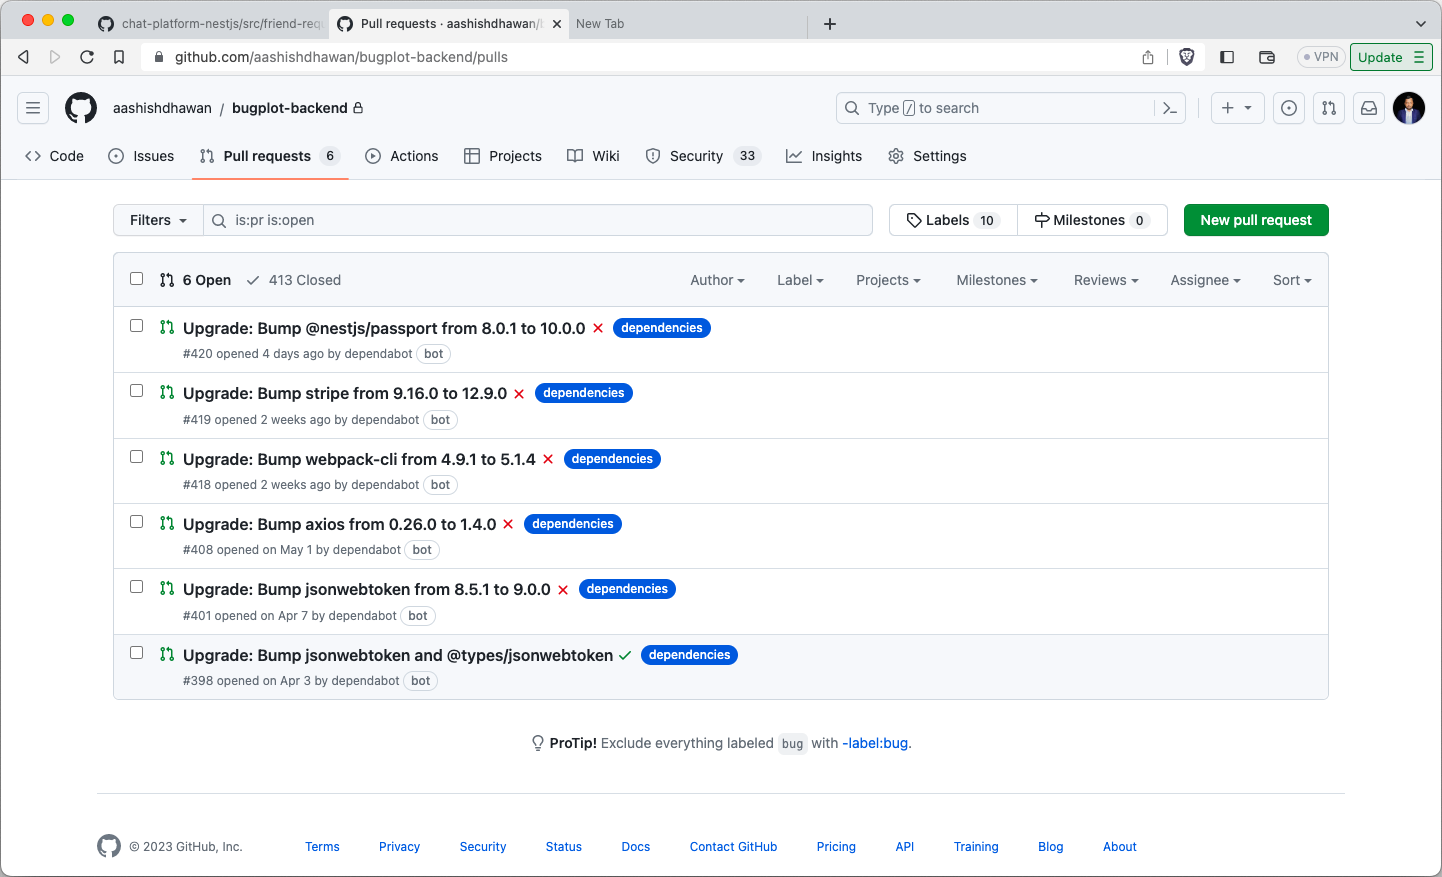 chat-platform-nestjs/src/friend-requ
Pull requests · aashishdhawan/b
New Tab
github.com/aashishdhawan/bugplot-backend/pulls
VPN
Update
aashishdhawan / bugplot-backend
Type / to search
Code
Issues
Pull requests 6
Actions
Projects
Wiki
Security 33
Insights
Settings
Filters
is:pr is:open
Labels 10
Milestones 0
New pull request
6 Open
413 Closed
Author
Label
Projects
Milestones
Reviews
Assignee
Sort
Upgrade: Bump @nestjs/passport from 8.0.1 to 10.0.0 dependencies
#420 opened 4 days ago by dependabot bot
Upgrade: Bump stripe from 9.16.0 to 12.9.0 dependencies
#419 opened 2 weeks ago by dependabot bot
Upgrade: Bump webpack-cli from 4.9.1 to 5.1.4 dependencies
#418 opened 2 weeks ago by dependabot bot
Upgrade: Bump axios from 0.26.0 to 1.4.0 dependencies
#408 opened on May 1 by dependabot bot
Upgrade: Bump jsonwebtoken from 8.5.1 to 9.0.0 dependencies
#401 opened on Apr 7 by dependabot bot
Upgrade: Bump jsonwebtoken and @types/jsonwebtoken dependencies
#398 opened on Apr 3 by dependabot bot
ProTip! Exclude everything labeled bug with -label:bug.
© 2023 GitHub, Inc.
Terms
Privacy
Security
Status
Docs
Contact GitHub
Pricing
API
Training
Blog
About